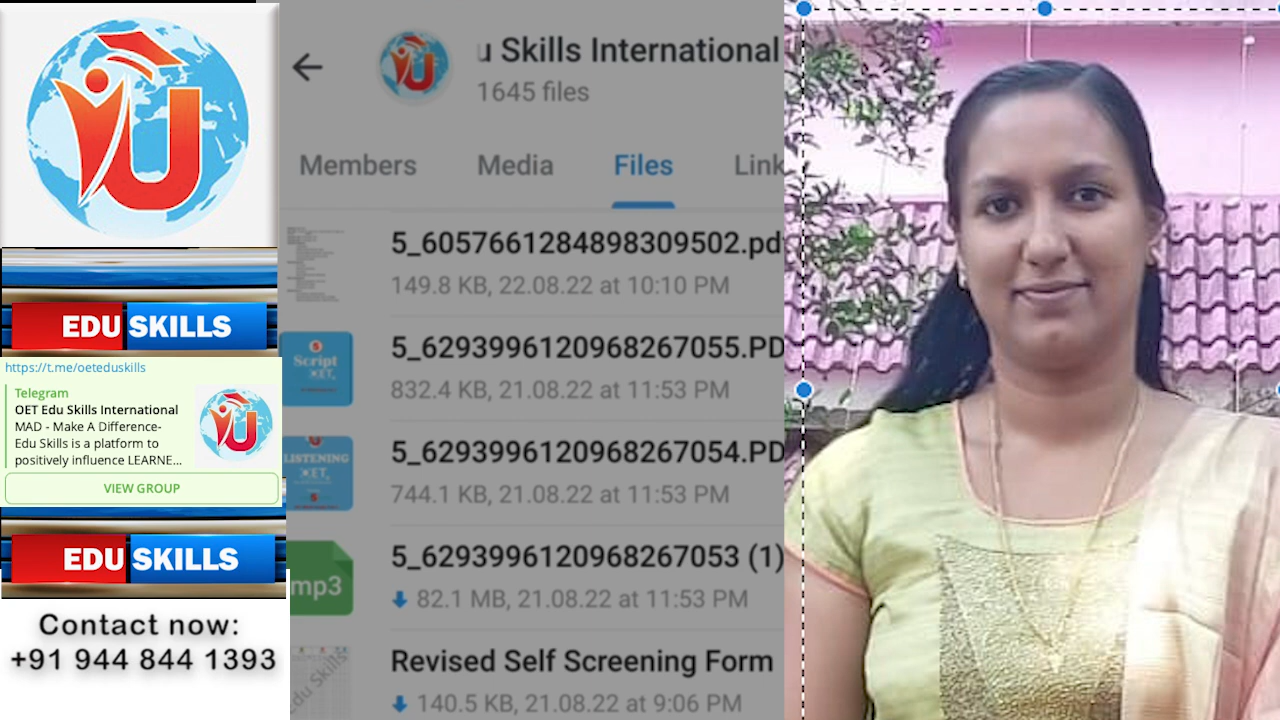 U
EDU SKILLS
https://t.me/oeteduskills
Telegram
OET Edu Skills International
MAD - Make A Difference-
Edu Skills is a platform to
positively influence LEARNE...
VIEW GROUP
EDU SKILLS
Contact now:
+91 944 844 1393
u Skills International
1645 files
Members Media Files Link
5_6057661284898309502.pdf
149.8 KB, 22.08.22 at 10:10 PM
Script
OET
5_6293996120968267055.PD
832.4 KB, 21.08.22 at 11:53 PM
LISTENING
OET
5_6293996120968267054.PD
744.1 KB, 21.08.22 at 11:53 PM
mp3
5_6293996120968267053 (1)
82.1 MB, 21.08.22 at 11:53 PM
Edu Skills
Revised Self Screening Form
140.5 KB, 21.08.22 at 9:06 PM